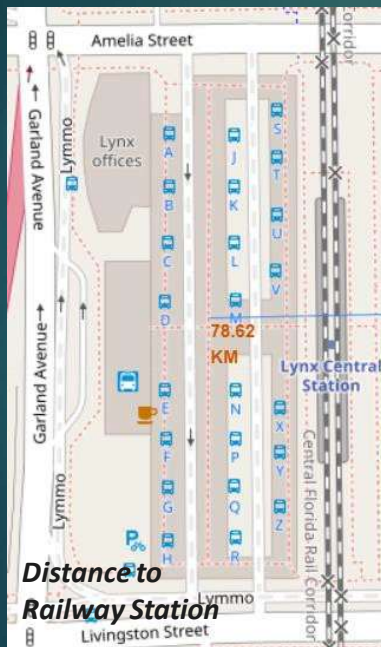 Amelia Street
Corridor
Garland Avenue
Lymmo
Lynx
offices
A
B
C
D
J
K
L
M
S
T
U
V
78.62
KM
Lynx Central
Station
Garland Avenue
E
F
G
H
N
P
Q
R
X
Y
Z
Central Florida Rail Corridor
Lymmo
P
Distance to
Railway Station
Lymmo
Livingston Street